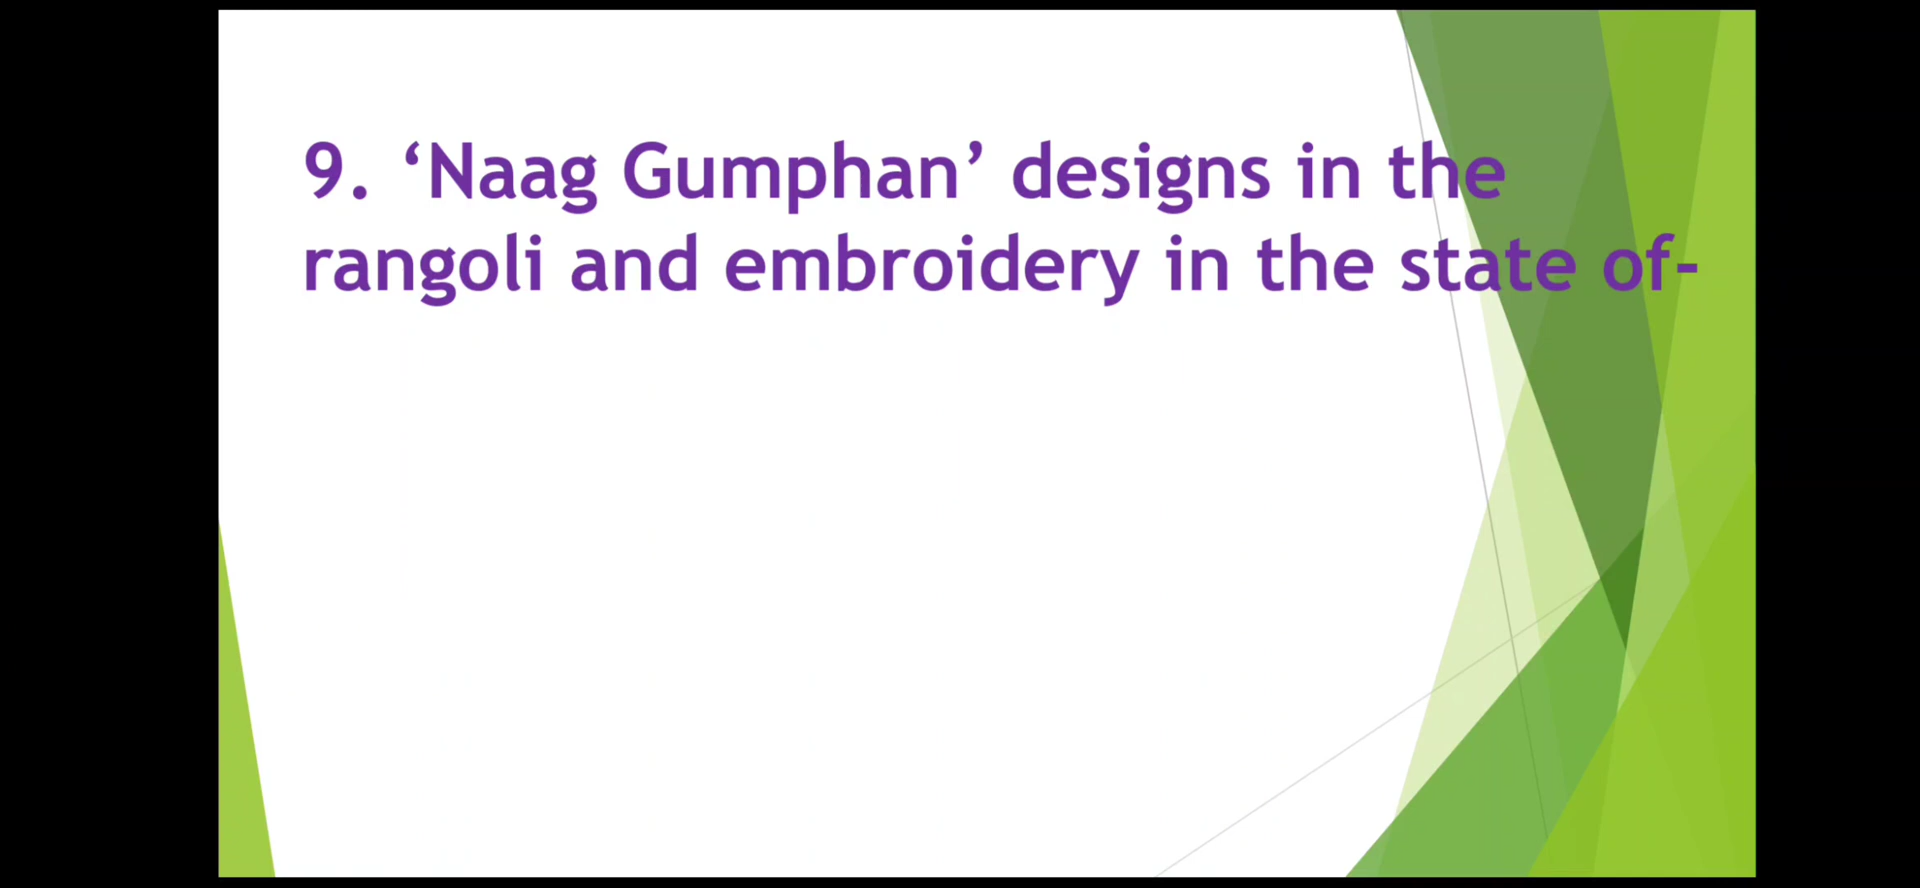 9. ‘Naag Gumphan’ designs in the
rangoli and embroidery in the state of-